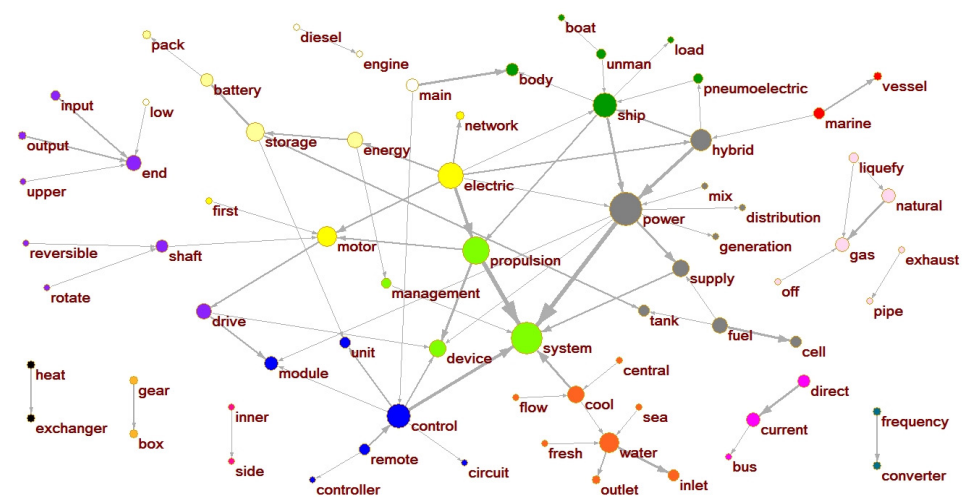 boat
diesel
load
pack
unman
engine
body
pneumoelectric
main
battery
vessel
input
low
network
ship
marine
storage
energy
hybrid
output
liquefy
end
electric
mix
upper
natural
power
distribution
first
motor
generation
gas
reversible
shaft
propulsion
exhaust
supply
rotate
management
off
tank
pipe
drive
system
fuel
unit
device
cell
module
heat
central
gear
direct
cool
flow
inner
sea
exchanger
control
frequency
current
box
fresh
water
side
remote
bus
circuit
converter
controller
outlet
inlet